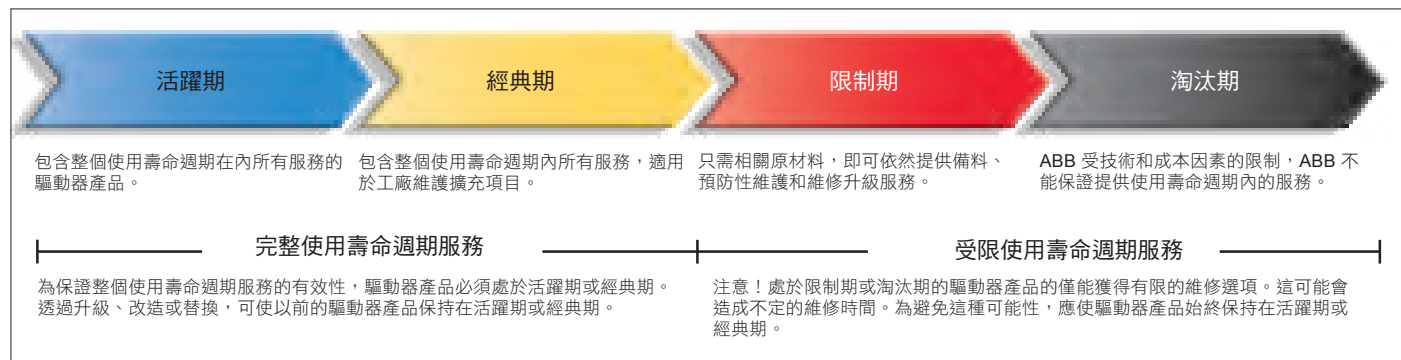 活躍期
經典期
限制期
淘汰期
包含整個使用壽命週期在內所有服務的
驅動器產品。
包含整個使用壽命週期內所有服務，適用
於工廠維護擴充項目。
只需相關原材料，即可依然提供備料、
預防性維護和維修升級服務。
ABB 受技術和成本因素的限制，ABB 不
能保證提供使用壽命週期內的服務。
完整使用壽命週期服務
為保證整個使用壽命週期服務的有效性，驅動器產品必須處於活躍期或經典期。
透過升級、改造或替換，可使以前的驅動器產品保持在活躍期或經典期。
受限使用壽命週期服務
注意！處於限制期或淘汰期的驅動器產品的僅能獲得有限的維修選項。這可能會
造成不定的維修時間。為避免這種可能性，應使驅動器產品始終保持在活躍期或
經典期。